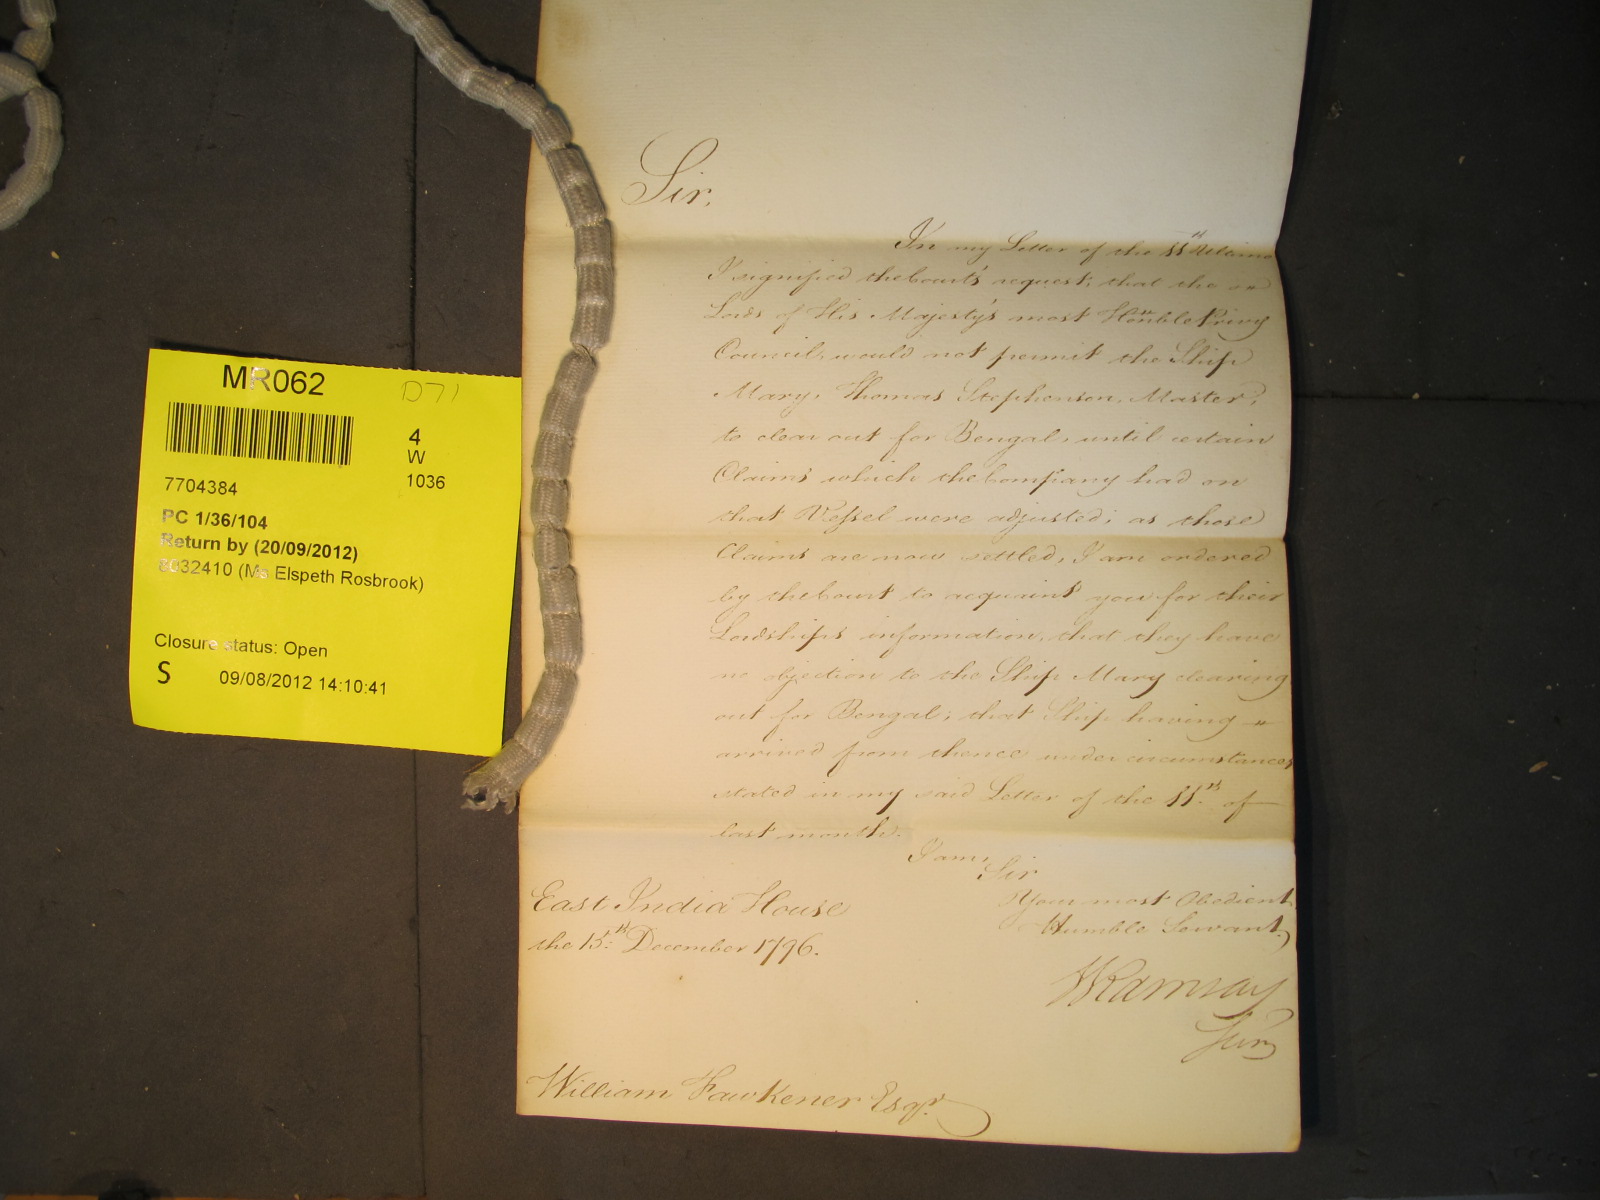 MR062
D71
4
W
1036
7704384
PC 1/36/104
Return by (20/09/2012)
8032410 (Ms Elspeth Rosbrook)
Closure status: Open
S 09/08/2012 14:10:41
Sir,
In my Letter of the 11th Ultimo
I signified the Court's request, that the
Lords of His Majesty's most Honble Privy
Council, would not permit the Ship
Mary, Thomas Stephenson, Master,
to clear out for Bengal, until certain
Claims which the Company had on
that Vessel were adjusted; as those
Claims are now settled, I am ordered
by the Court to acquaint you for their
Lordships information, that they have
no objection to the Ship Mary clearing
out for Bengal; that Ship having
arrived from thence under circumstances
stated in my said Letter of the 11th of
last month.
I am,
Sir
Your most Obedient
Humble Servant,
WRamsay
East India House
the 15th December 1796.
William Fawkener Esqr.